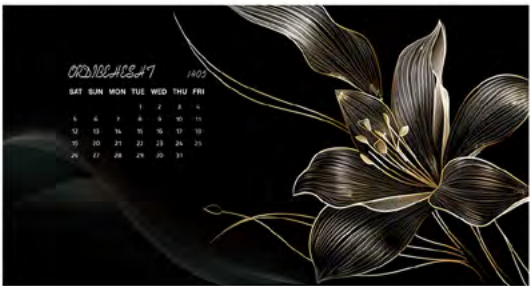 ORDIBEHESHT 1405
SAT SUN MON TUE WED THU FRI
1 2 3 4
5 6 7 8 9 10 11
12 13 14 15 16 17 18
19 20 21 22 23 24 25
26 27 28 29 30 31